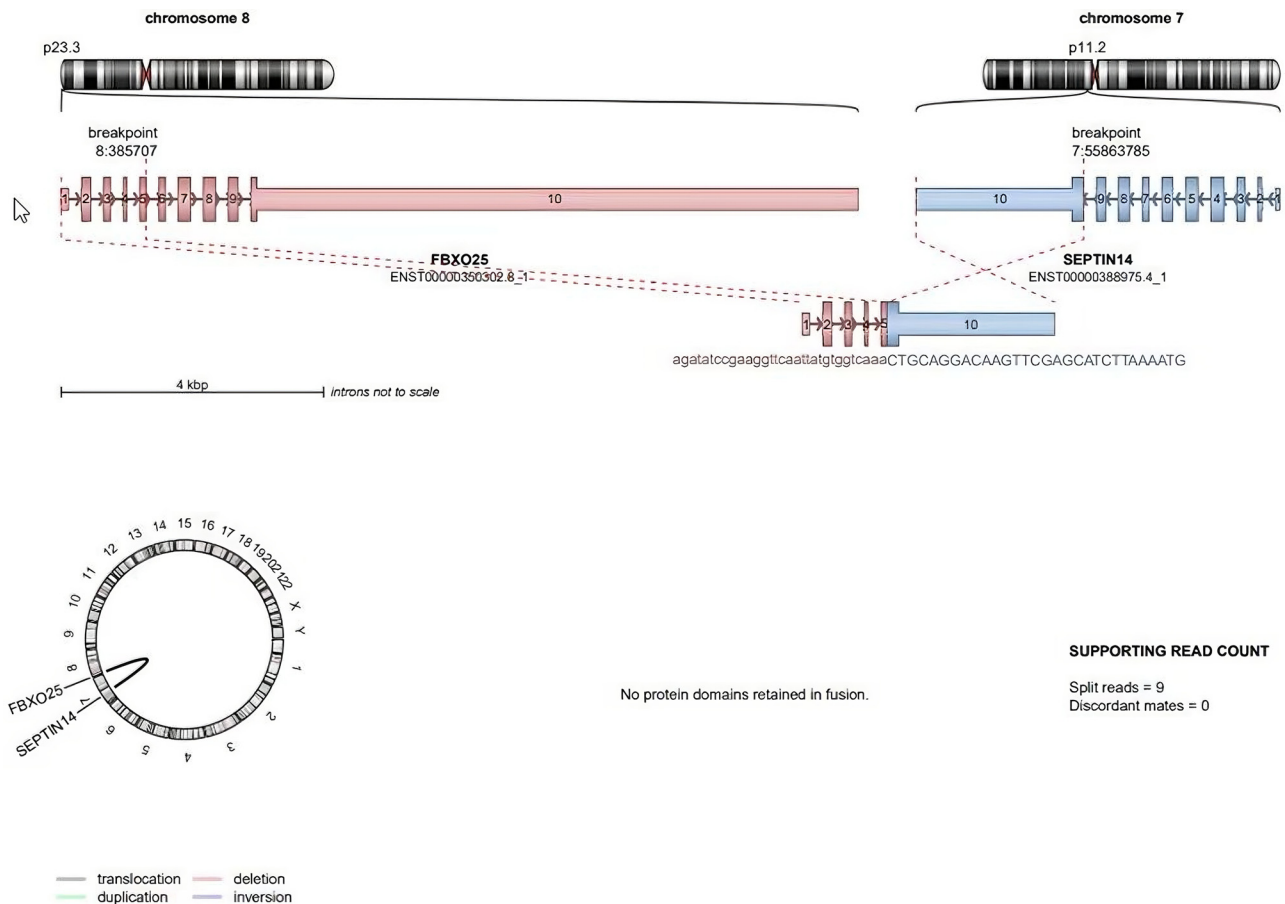 chromosome 8
chromosome 7
p23.3
p11.2
breakpoint
8:385707
breakpoint
7:55863785
1 2 3 4 5 6 7 8 9 10
10 9 8 7 6 5 4 3 2 1
FBXO25
ENST00000350302.8_1
SEPTIN14
ENST00000388975.4_1
1 2 3 4 5 10
agatatccgaaggttcaattatgtggtcaaaCTGCAGGACAAGTTCGAGCATCTTAAAATG
4 kbp
introns not to scale
1 2 3 4 5 6 7 8 9 10 11 12 13 14 15 16 17 18 19 20 21 22 X Y
FBXO25
SEPTIN14
No protein domains retained in fusion.
SUPPORTING READ COUNT
Split reads = 9
Discordant mates = 0
translocation
deletion
duplication
inversion